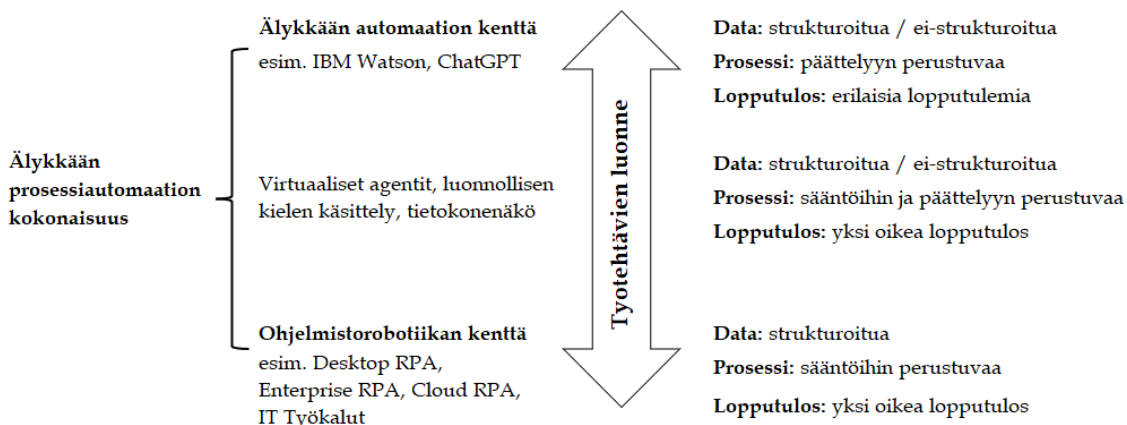 Älykkään prosessiautomaation kokonaisuus
Älykkään automaation kenttä
esim. IBM Watson, ChatGPT
Virtuaaliset agentit, luonnollisen
kielen käsittely, tietokonenäkö
Ohjelmistorobotiikan kenttä
esim. Desktop RPA,
Enterprise RPA, Cloud RPA,
IT Työkalut
Työtehtävien luonne
Data: strukturoitua / ei-strukturoitua
Prosessi: päättelyyn perustuvaa
Lopputulos: erilaisia lopputulemia
Data: strukturoitua / ei-strukturoitua
Prosessi: sääntöihin ja päättelyyn perustuvaa
Lopputulos: yksi oikea lopputulos
Data: strukturoitua
Prosessi: sääntöihin perustuvaa
Lopputulos: yksi oikea lopputulos